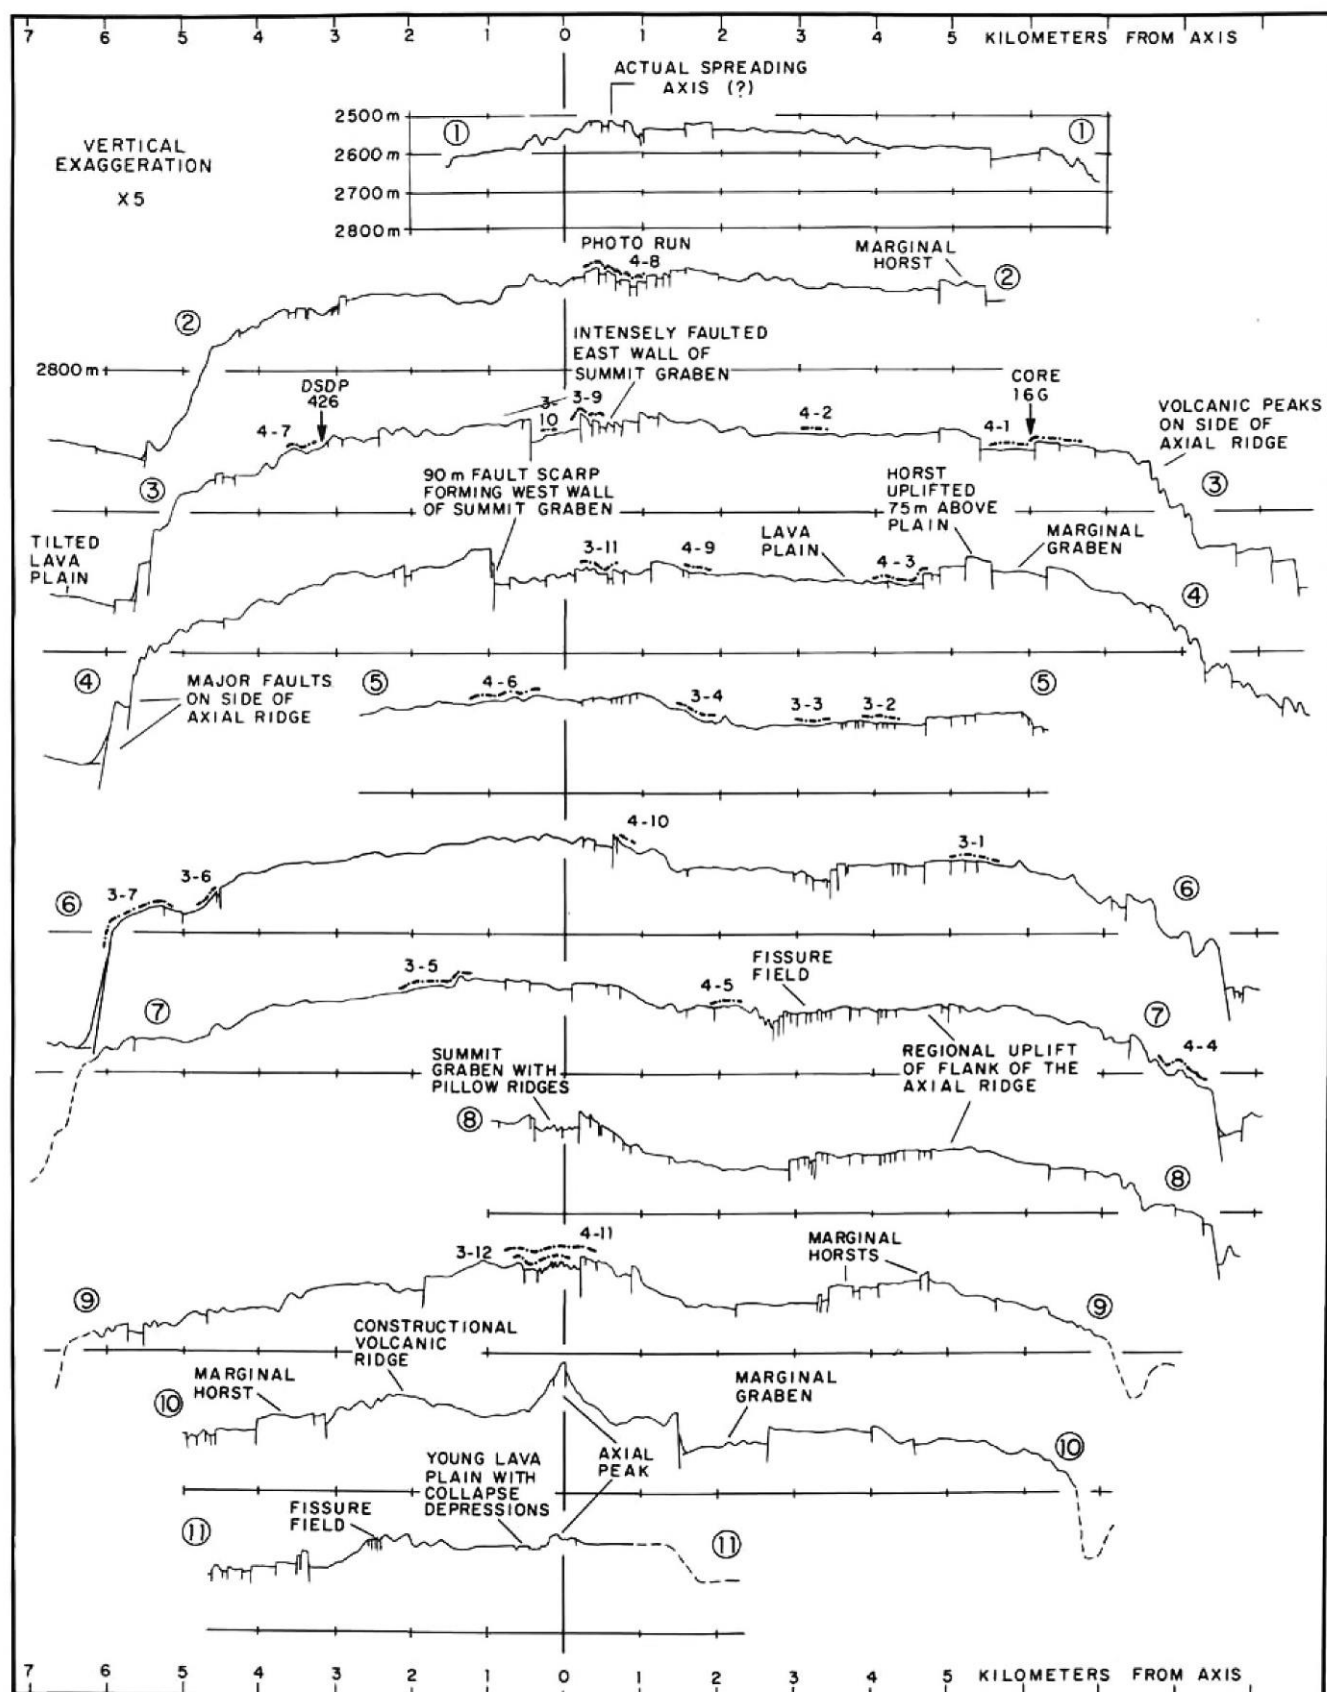 7 6 5 4 3 2 1 0 1 2 3 4 5 KILOMETERS FROM AXIS
ACTUAL SPREADING
AXIS (?)
VERTICAL
EXAGGERATION
X5
2500m
2600m
2700m
2800m
① ①
PHOTO RUN
4-8
MARGINAL
HORST
② ②
2800m
INTENSELY FAULTED
EAST WALL OF
SUMMIT GRABEN
DSDP
426
4-7
3-
10
3-9
4-2
4-1
CORE
16G
VOLCANIC PEAKS
ON SIDE OF
AXIAL RIDGE
③ ③
90m FAULT SCARP
FORMING WEST WALL
OF SUMMIT GRABEN
HORST
UPLIFTED
75m ABOVE
PLAIN
TILTED
LAVA
PLAIN
3-11
4-9
LAVA
PLAIN
4-3
MARGINAL
GRABEN
④ ④
MAJOR FAULTS
ON SIDE OF
AXIAL RIDGE
⑤ ⑤
4-6
3-4
3-3
3-2
4-10
3-1
3-7
3-6
⑥ ⑥
3-5
4-5
FISSURE
FIELD
⑦ ⑦
4-4
SUMMIT
GRABEN WITH
PILLOW RIDGES
REGIONAL UPLIFT
OF FLANK OF THE
AXIAL RIDGE
⑧ ⑧
3-12
4-11
MARGINAL
HORSTS
⑨ ⑨
CONSTRUCTIONAL
VOLCANIC
RIDGE
MARGINAL
HORST
MARGINAL
GRABEN
⑩ ⑩
YOUNG LAVA
PLAIN WITH
COLLAPSE
DEPRESSIONS
AXIAL
PEAK
FISSURE
FIELD
⑪ ⑪
7 6 5 4 3 2 1 0 1 2 3 4 5 KILOMETERS FROM AXIS